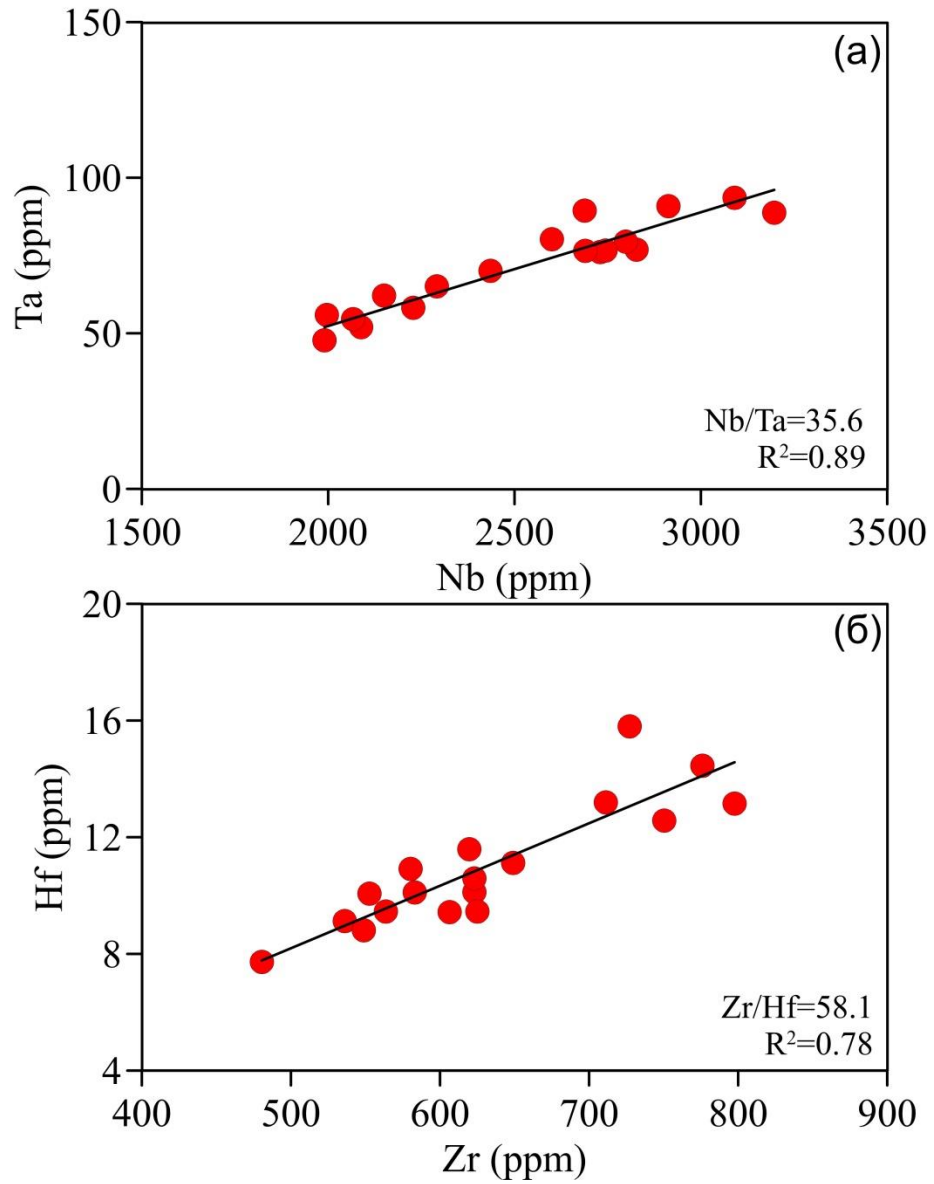 (а)
150
100
50
0
Ta (ppm)
Nb/Ta=35.6
R²=0.89
1500 2000 2500 3000 3500
Nb (ppm)
(б)
20
16
12
8
4
Hf (ppm)
Zr/Hf=58.1
R²=0.78
400 500 600 700 800 900
Zr (ppm)